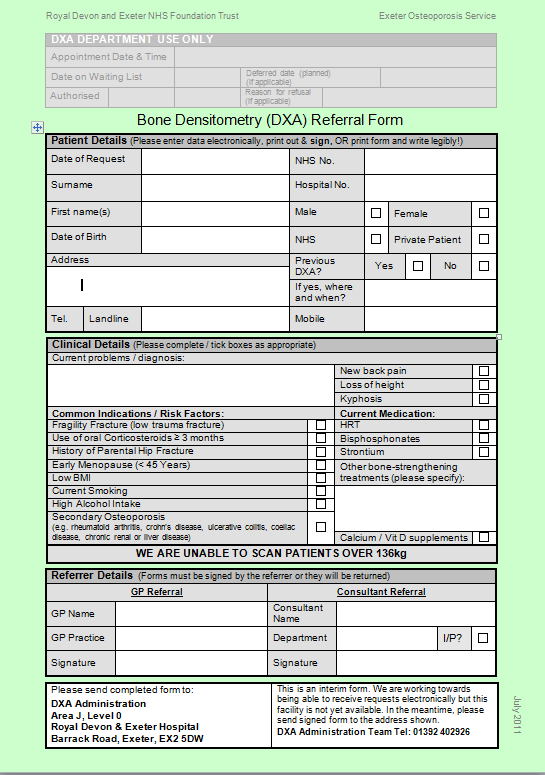 Royal Devon and Exeter NHS Foundation Trust Exeter Osteoporosis Service
DXA DEPARTMENT USE ONLY
Appointment Date & Time
Date on Waiting List
Deferred date (planned)
(if applicable)
Authorised
Reason for refusal
(if applicable)
Bone Densitometry (DXA) Referral Form
Patient Details (Please enter data electronically, print out & sign, OR print form and write legibly!)
Date of Request NHS No.
Surname Hospital No.
First name(s) Male Female
Date of Birth NHS Private Patient
Address
Previous
DXA?
Yes No
If yes, where
and when?
Tel. Landline Mobile
Clinical Details (Please complete / tick boxes as appropriate)
Current problems / diagnosis:
New back pain
Loss of height
Kyphosis
Common Indications / Risk Factors: Current Medication:
Fragility Fracture (low trauma fracture) HRT
Use of oral Corticosteroids ≥ 3 months Bisphosphonates
History of Parental Hip Fracture Strontium
Early Menopause (< 45 Years)
Other bone-strengthening
treatments (please specify):
Low BMI
Current Smoking
High Alcohol Intake
Secondary Osteoporosis
(e.g. rheumatoid arthritis, crohn's disease, ulcerative colitis, coeliac
disease, chronic renal or liver disease)
Calcium / Vit D supplements
WE ARE UNABLE TO SCAN PATIENTS OVER 136kg
Referrer Details (Forms must be signed by the referrer or they will be returned)
GP Referral Consultant Referral
GP Name
Consultant
Name
GP Practice Department I/P?
Signature Signature
Please send completed form to:
DXA Administration
Area J, Level 0
Royal Devon & Exeter Hospital
Barrack Road, Exeter, EX2 5DW
This is an interim form. We are working towards
being able to receive requests electronically but this
facility is not yet available. In the meantime, please
send signed form to the address shown.
DXA Administration Team Tel: 01392 402926
July 2011